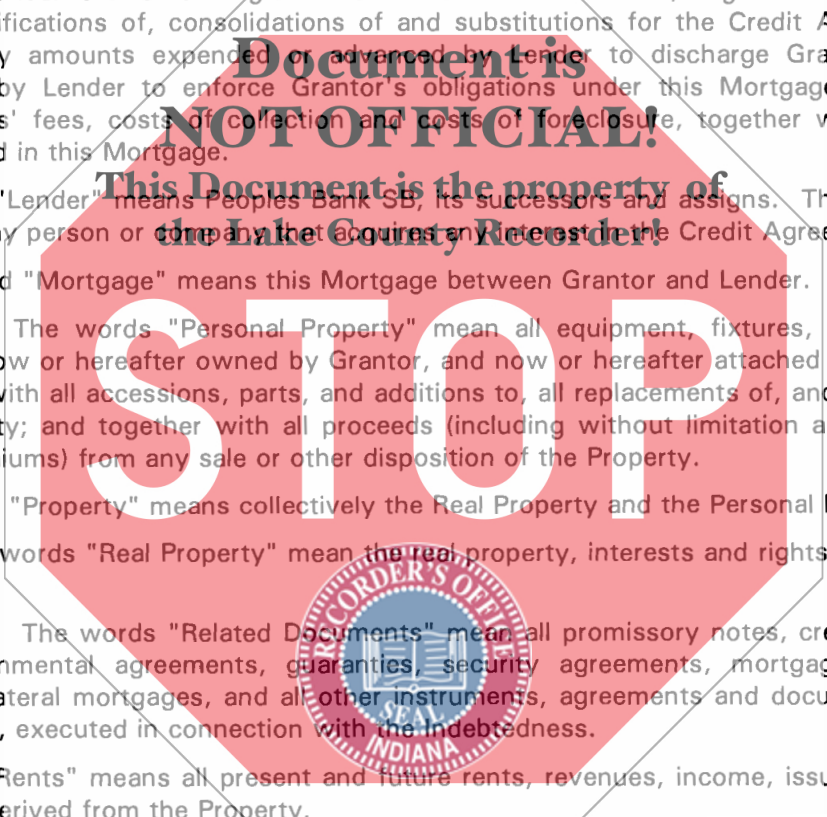 ifications of, consolidations of and substitutions for the Credit A
y amounts expended or advanced by Lender to discharge Gra
by Lender to enforce Grantor's obligations under this Mortgage
s' fees, costs of collection and costs of foreclosure, together w
d in this Mortgage.
Document is
NOT OFFICIAL!
This Document is the property of
the Lake County Recorder!
"Lender" means Peoples Bank SB, its successors and assigns. Th
y person or company that acquires any interest in the Credit Agree
d "Mortgage" means this Mortgage between Grantor and Lender.
The words "Personal Property" mean all equipment, fixtures,
ow or hereafter owned by Grantor, and now or hereafter attached
with all accessions, parts, and additions to, all replacements of, and
ty; and together with all proceeds (including without limitation a
iums) from any sale or other disposition of the Property.
STOP
"Property" means collectively the Real Property and the Personal
words "Real Property" mean the real property, interests and rights
The words "Related Documents" mean all promissory notes, cre
nmental agreements, guaranties, security agreements, mortgag
ateral mortgages, and all other instruments, agreements and docu
, executed in connection with the Indebtedness.
RECORDER'S OFFICE
SEAL
INDIANA
Rents" means all present and future rents, revenues, income, issu
erived from the Property.